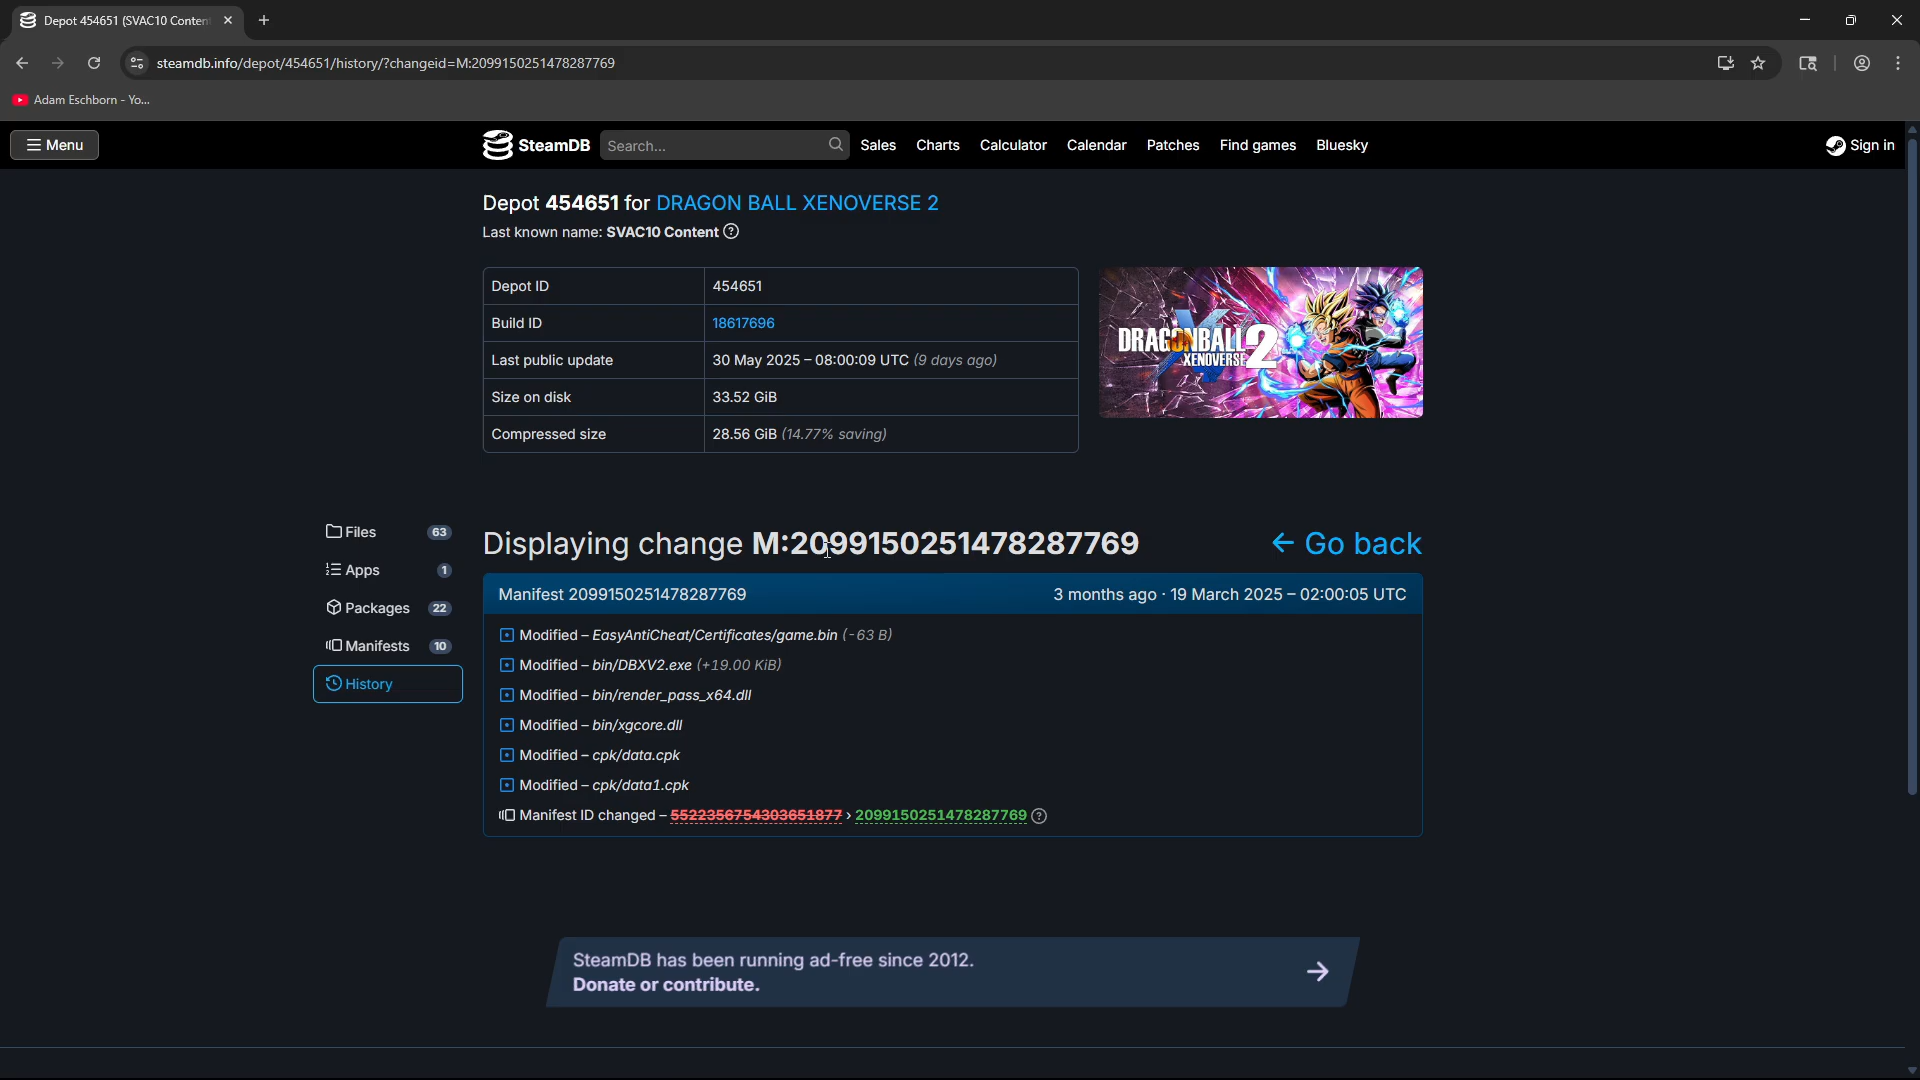 Depot 454651 (SVAC10 Conten
steamdb.info/depot/454651/history/?changeid=M:2099150251478287769
Adam Eschborn - Yo...
Menu
SteamDB
Search...
Sales
Charts
Calculator
Calendar
Patches
Find games
Bluesky
Sign in
Depot 454651 for DRAGON BALL XENOVERSE 2
Last known name: SVAC10 Content ?
Depot ID 454651
Build ID 18617696
Last public update 30 May 2025 – 08:00:09 UTC (9 days ago)
Size on disk 33.52 GiB
Compressed size 28.56 GiB (14.77% saving)
DRAGON BALL
XENOVERSE 2
Files 63
Apps 1
Packages 22
Manifests 10
History
Displaying change M:2099150251478287769
← Go back
Manifest 2099150251478287769
3 months ago · 19 March 2025 – 02:00:05 UTC
Modified – EasyAntiCheat/Certificates/game.bin (-63 B)
Modified – bin/DBXV2.exe (+19.00 KiB)
Modified – bin/render_pass_x64.dll
Modified – bin/xgcore.dll
Modified – cpk/data.cpk
Modified – cpk/data1.cpk
Manifest ID changed – 5522356754303651877 › 2099150251478287769 ?
SteamDB has been running ad-free since 2012.
Donate or contribute.